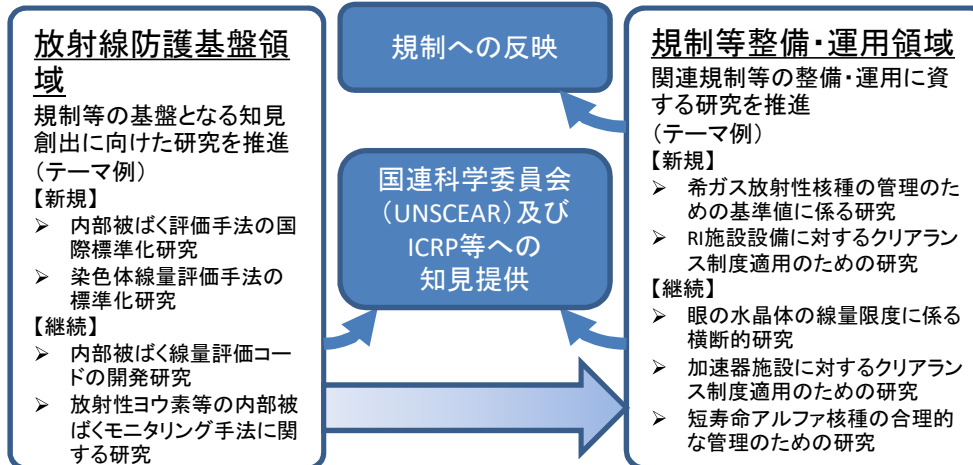 放射線防護基盤領
域
規制等の基盤となる知見
創出に向けた研究を推進
（テーマ例）
【新規】
➢ 内部被ばく評価手法の国
際標準化研究
➢ 染色体線量評価手法の
標準化研究
【継続】
➢ 内部被ばく線量評価コー
ドの開発研究
➢ 放射性ヨウ素等の内部被
ばくモニタリング手法に関
する研究
規制への反映
国連科学委員会
（UNSCEAR）及び
ICRP等への
知見提供
規制等整備・運用領域
関連規制等の整備・運用に資
する研究を推進
（テーマ例）
【新規】
➢ 希ガス放射性核種の管理のた
めの基準値に係る研究
➢ RI施設設備に対するクリアラン
ス制度適用のための研究
【継続】
➢ 眼の水晶体の線量限度に係る
横断的研究
➢ 加速器施設に対するクリアラン
ス制度適用のための研究
➢ 短寿命アルファ核種の合理的
な管理のための研究